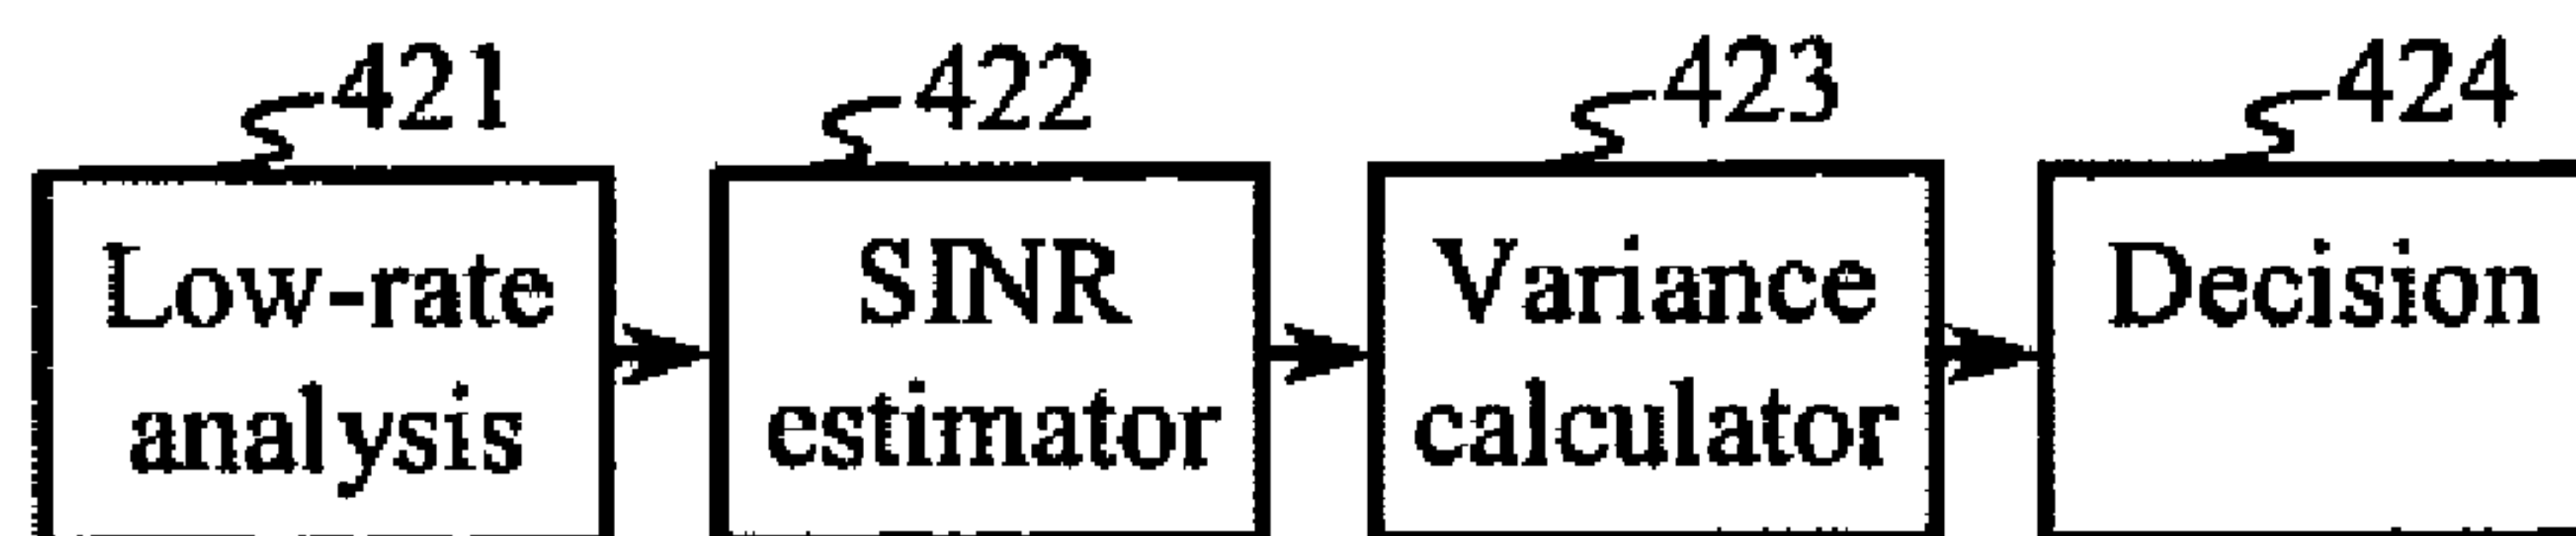 421
422
423
424
Low-rate
analysis
SINR
estimator
Variance
calculator
Decision